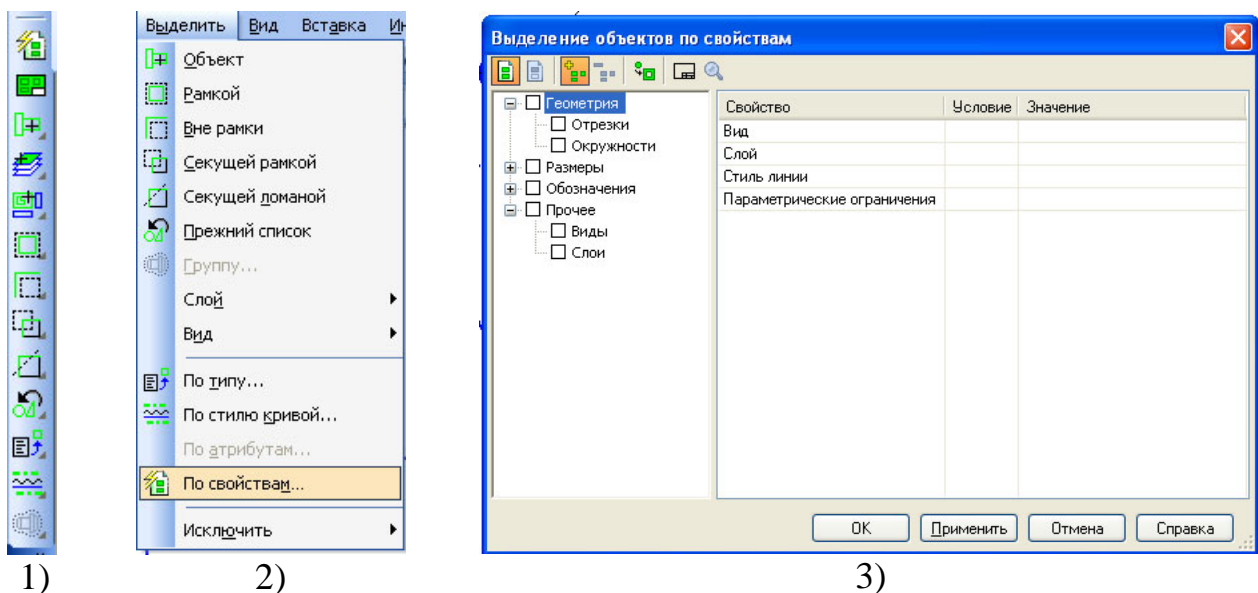 Выделить Вид Вставка Ин
Объект
Рамкой
Вне рамки
Секущей рамкой
Секущей ломаной
Прежний список
Группу...
Слой
Вид
По типу...
По стилю кривой...
По атрибутам...
По свойствам...
Исключить
Выделение объектов по свойствам
Геометрия
Отрезки
Окружности
Размеры
Обозначения
Прочее
Виды
Слои
Свойство Условие Значение
Вид
Слой
Стиль линии
Параметрические ограничения
OK Применить Отмена Справка
1) 2) 3)